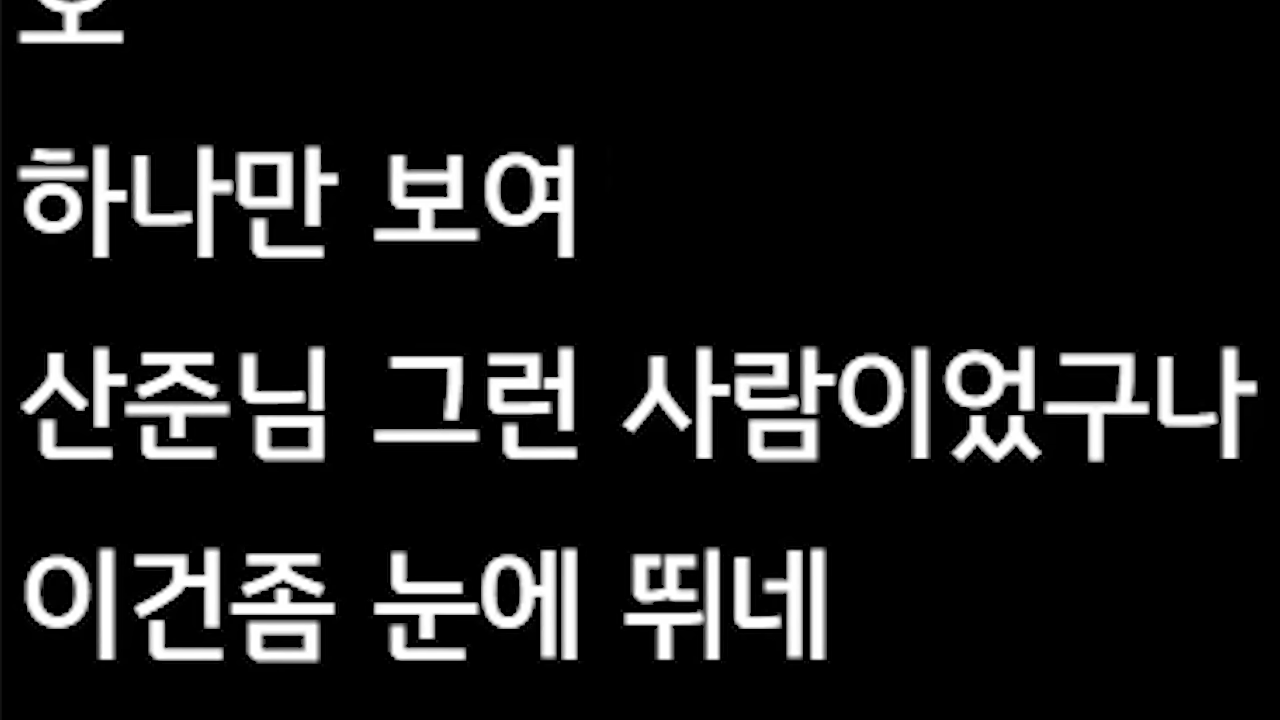 오
하나만 보여
산준님 그런 사람이었구나
이건좀 눈에 뛰네